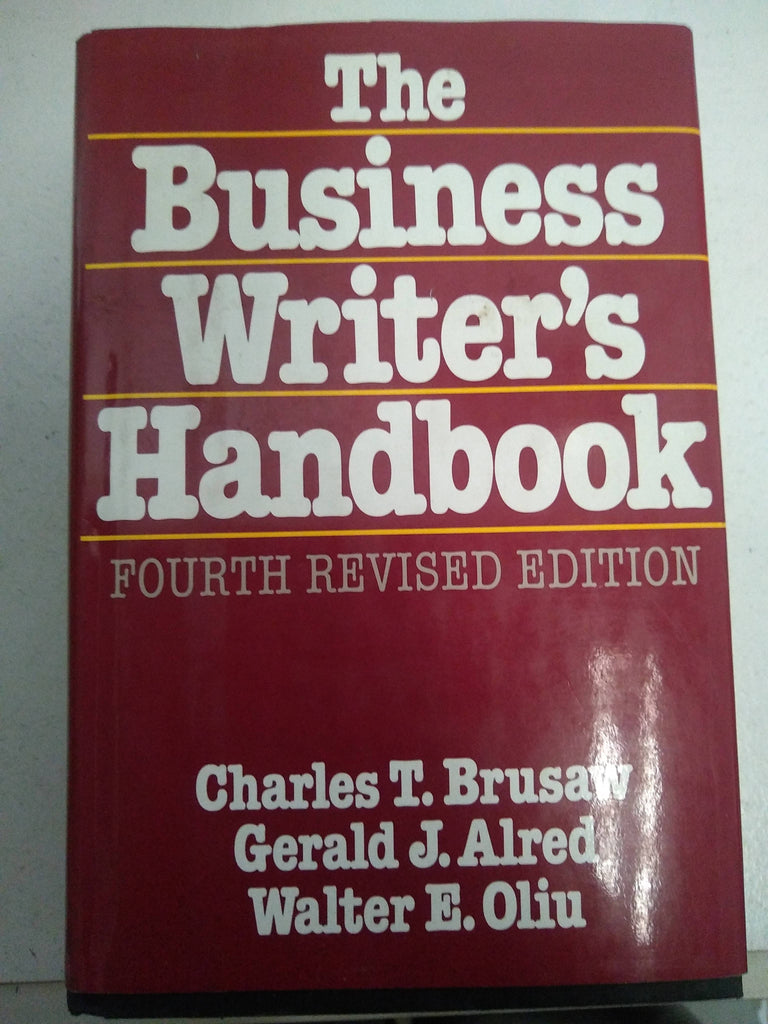 The
Business
Writer's
Handbook
FOURTH REVISED EDITION
Charles T. Brusaw
Gerald J. Alred
Walter E. Oliu